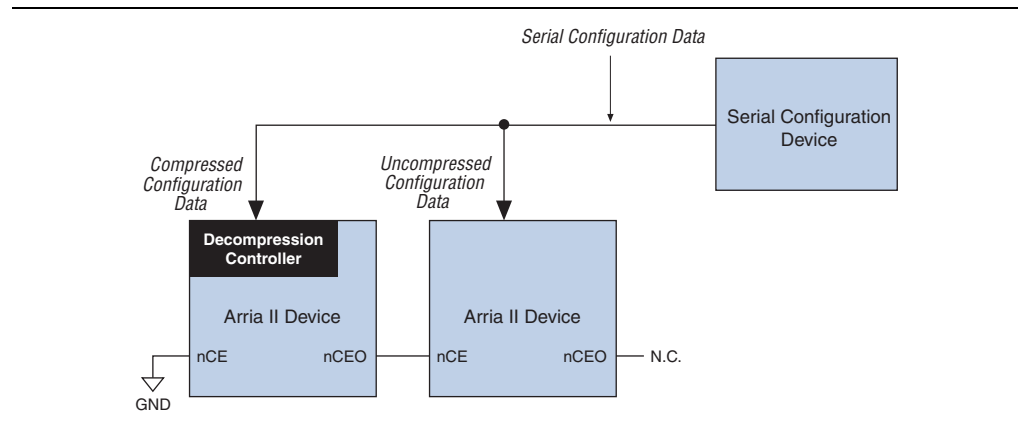 Serial Configuration Data
Serial Configuration
Device
Compressed
Configuration
Data
Uncompressed
Configuration
Data
Decompression
Controller
Arria II Device
Arria II Device
nCE
nCEO
nCE
nCEO
N.C.
GND